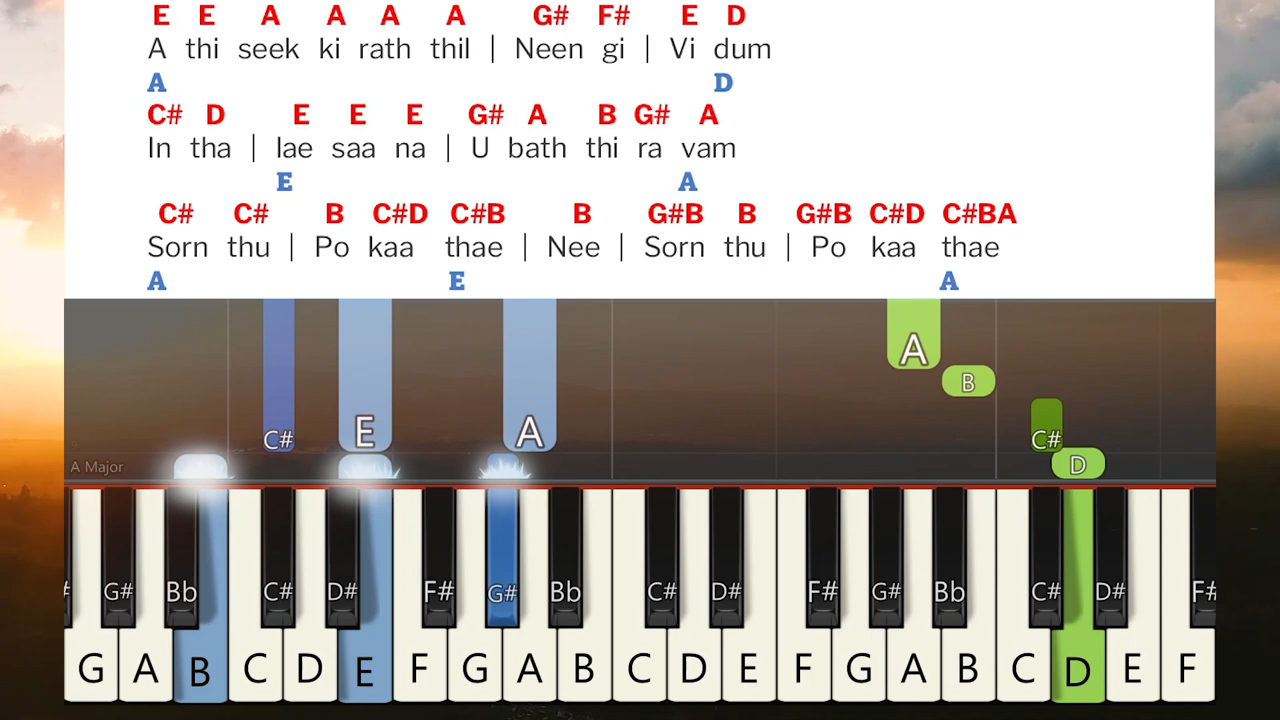 E E A A A A G# F# E D
A thi seek ki rath thil | Neen gi | Vi dum
A D
C# D E E E G# A B G# A
In tha | lae saa na | U bath thi ra vam
E A
C# C# B C#D C#B B G#B B G#B C#D C#BA
Sorn thu | Po kaa thae | Nee | Sorn thu | Po kaa thae
A E A
A
B
C# E A C#
A Major D
G# Bb C# D# F# G# Bb C# D# F# G# Bb C# D# F#
G A B C D E F G A B C D E F G A B C D E F